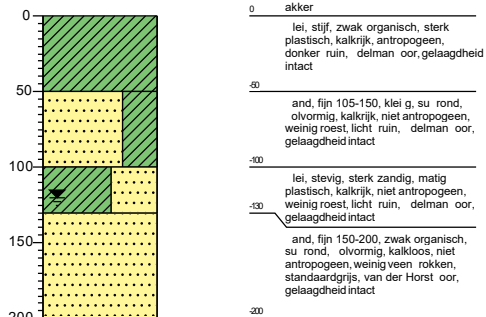 0
50
100
150
200
0 akker
lei, stijf, zwak organisch, sterk
plastisch, kalkrijk, antropogeen,
donker ruin, delman oor, gelaagdheid
intact
-50
and, fijn 105-150, klei g, su rond,
olvormig, kalkrijk, niet antropogeen,
weinig roest, licht ruin, delman oor,
gelaagdheid intact
-100
lei, stevig, sterk zandig, matig
plastisch, kalkrijk, niet antropogeen,
weinig roest, licht ruin, delman oor,
-130
gelaagdheid intact
and, fijn 150-200, zwak organisch,
su rond, olvormig, kalkloos, niet
antropogeen, weinig veen rokken,
standaardgrijs, van der Horst oor,
gelaagdheid intact
-200